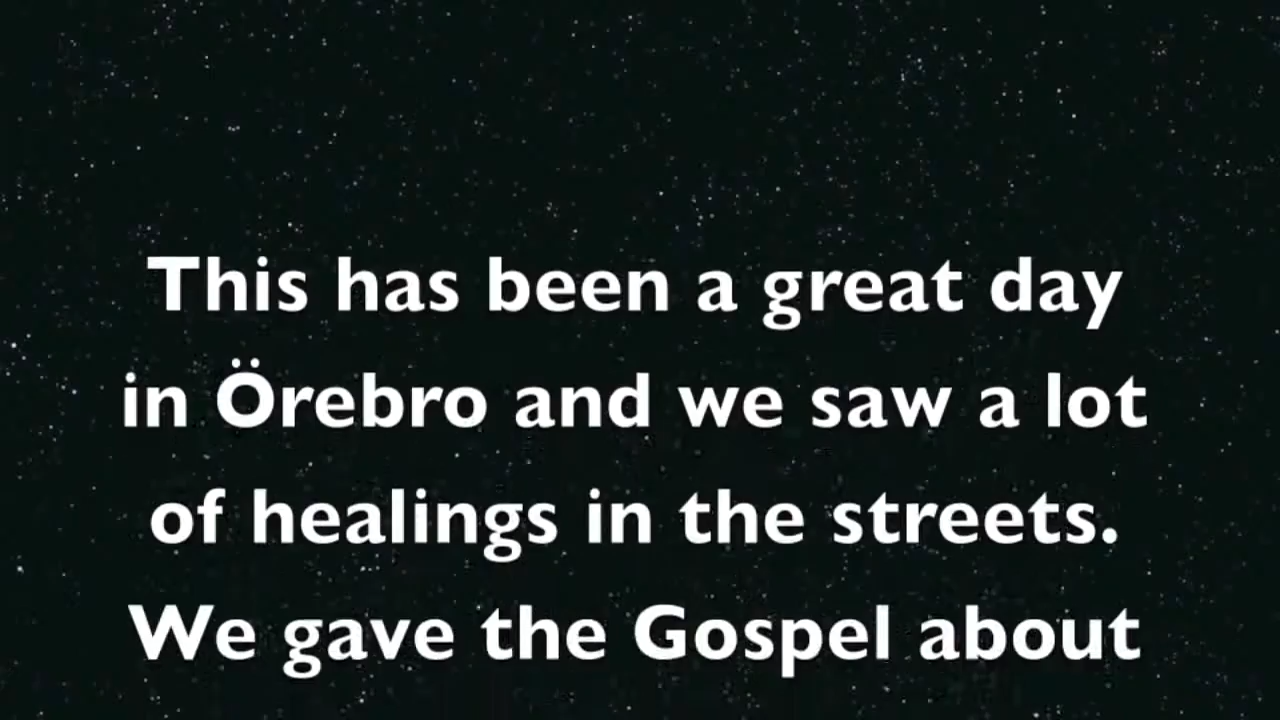 This has been a great day
in Örebro and we saw a lot
of healings in the streets.
We gave the Gospel about